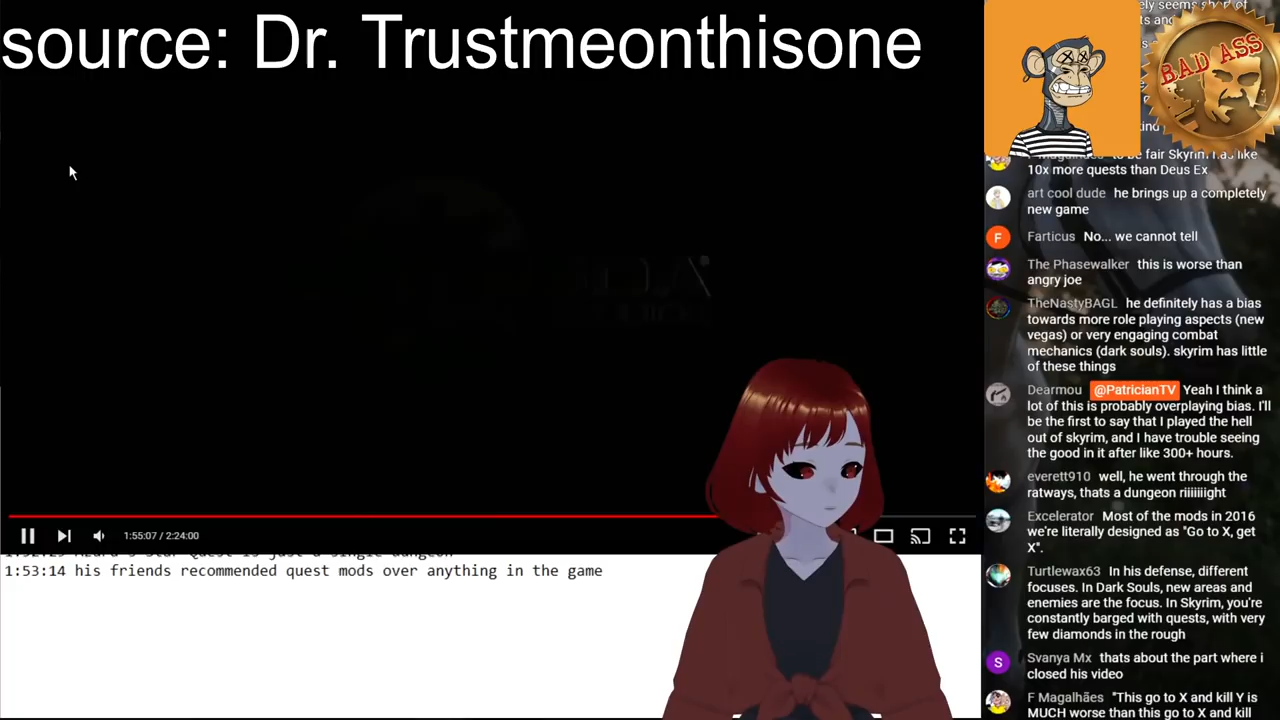 source: Dr. Trustmeonthisone
1:55:07 / 2:24:00
1:53:14 his friends recommended quest mods over anything in the game
BAD ASS
to be fair Skyrim has like
10x more quests than Deus Ex
art cool dude he brings up a completely
new game
F Farticus No... we cannot tell
The Phasewalker this is worse than
angry joe
TheNastyBAGL he definitely has a bias
towards more role playing aspects (new
vegas) or very engaging combat
mechanics (dark souls). skyrim has little
of these things
Dearmou @PatricianTV Yeah I think a
lot of this is probably overplaying bias. I'll
be the first to say that I played the hell
out of skyrim, and I have trouble seeing
the good in it after like 300+ hours.
everett910 well, he went through the
ratways, thats a dungeon riiiiiiight
Excelerator Most of the mods in 2016
we're literally designed as "Go to X, get
X".
Turtlewax63 In his defense, different
focuses. In Dark Souls, new areas and
enemies are the focus. In Skyrim, you're
constantly barged with quests, with very
few diamonds in the rough
S Svanya Mx thats about the part where i
closed his video
F Magalhães "This go to X and kill Y is
MUCH worse than this go to X and kill